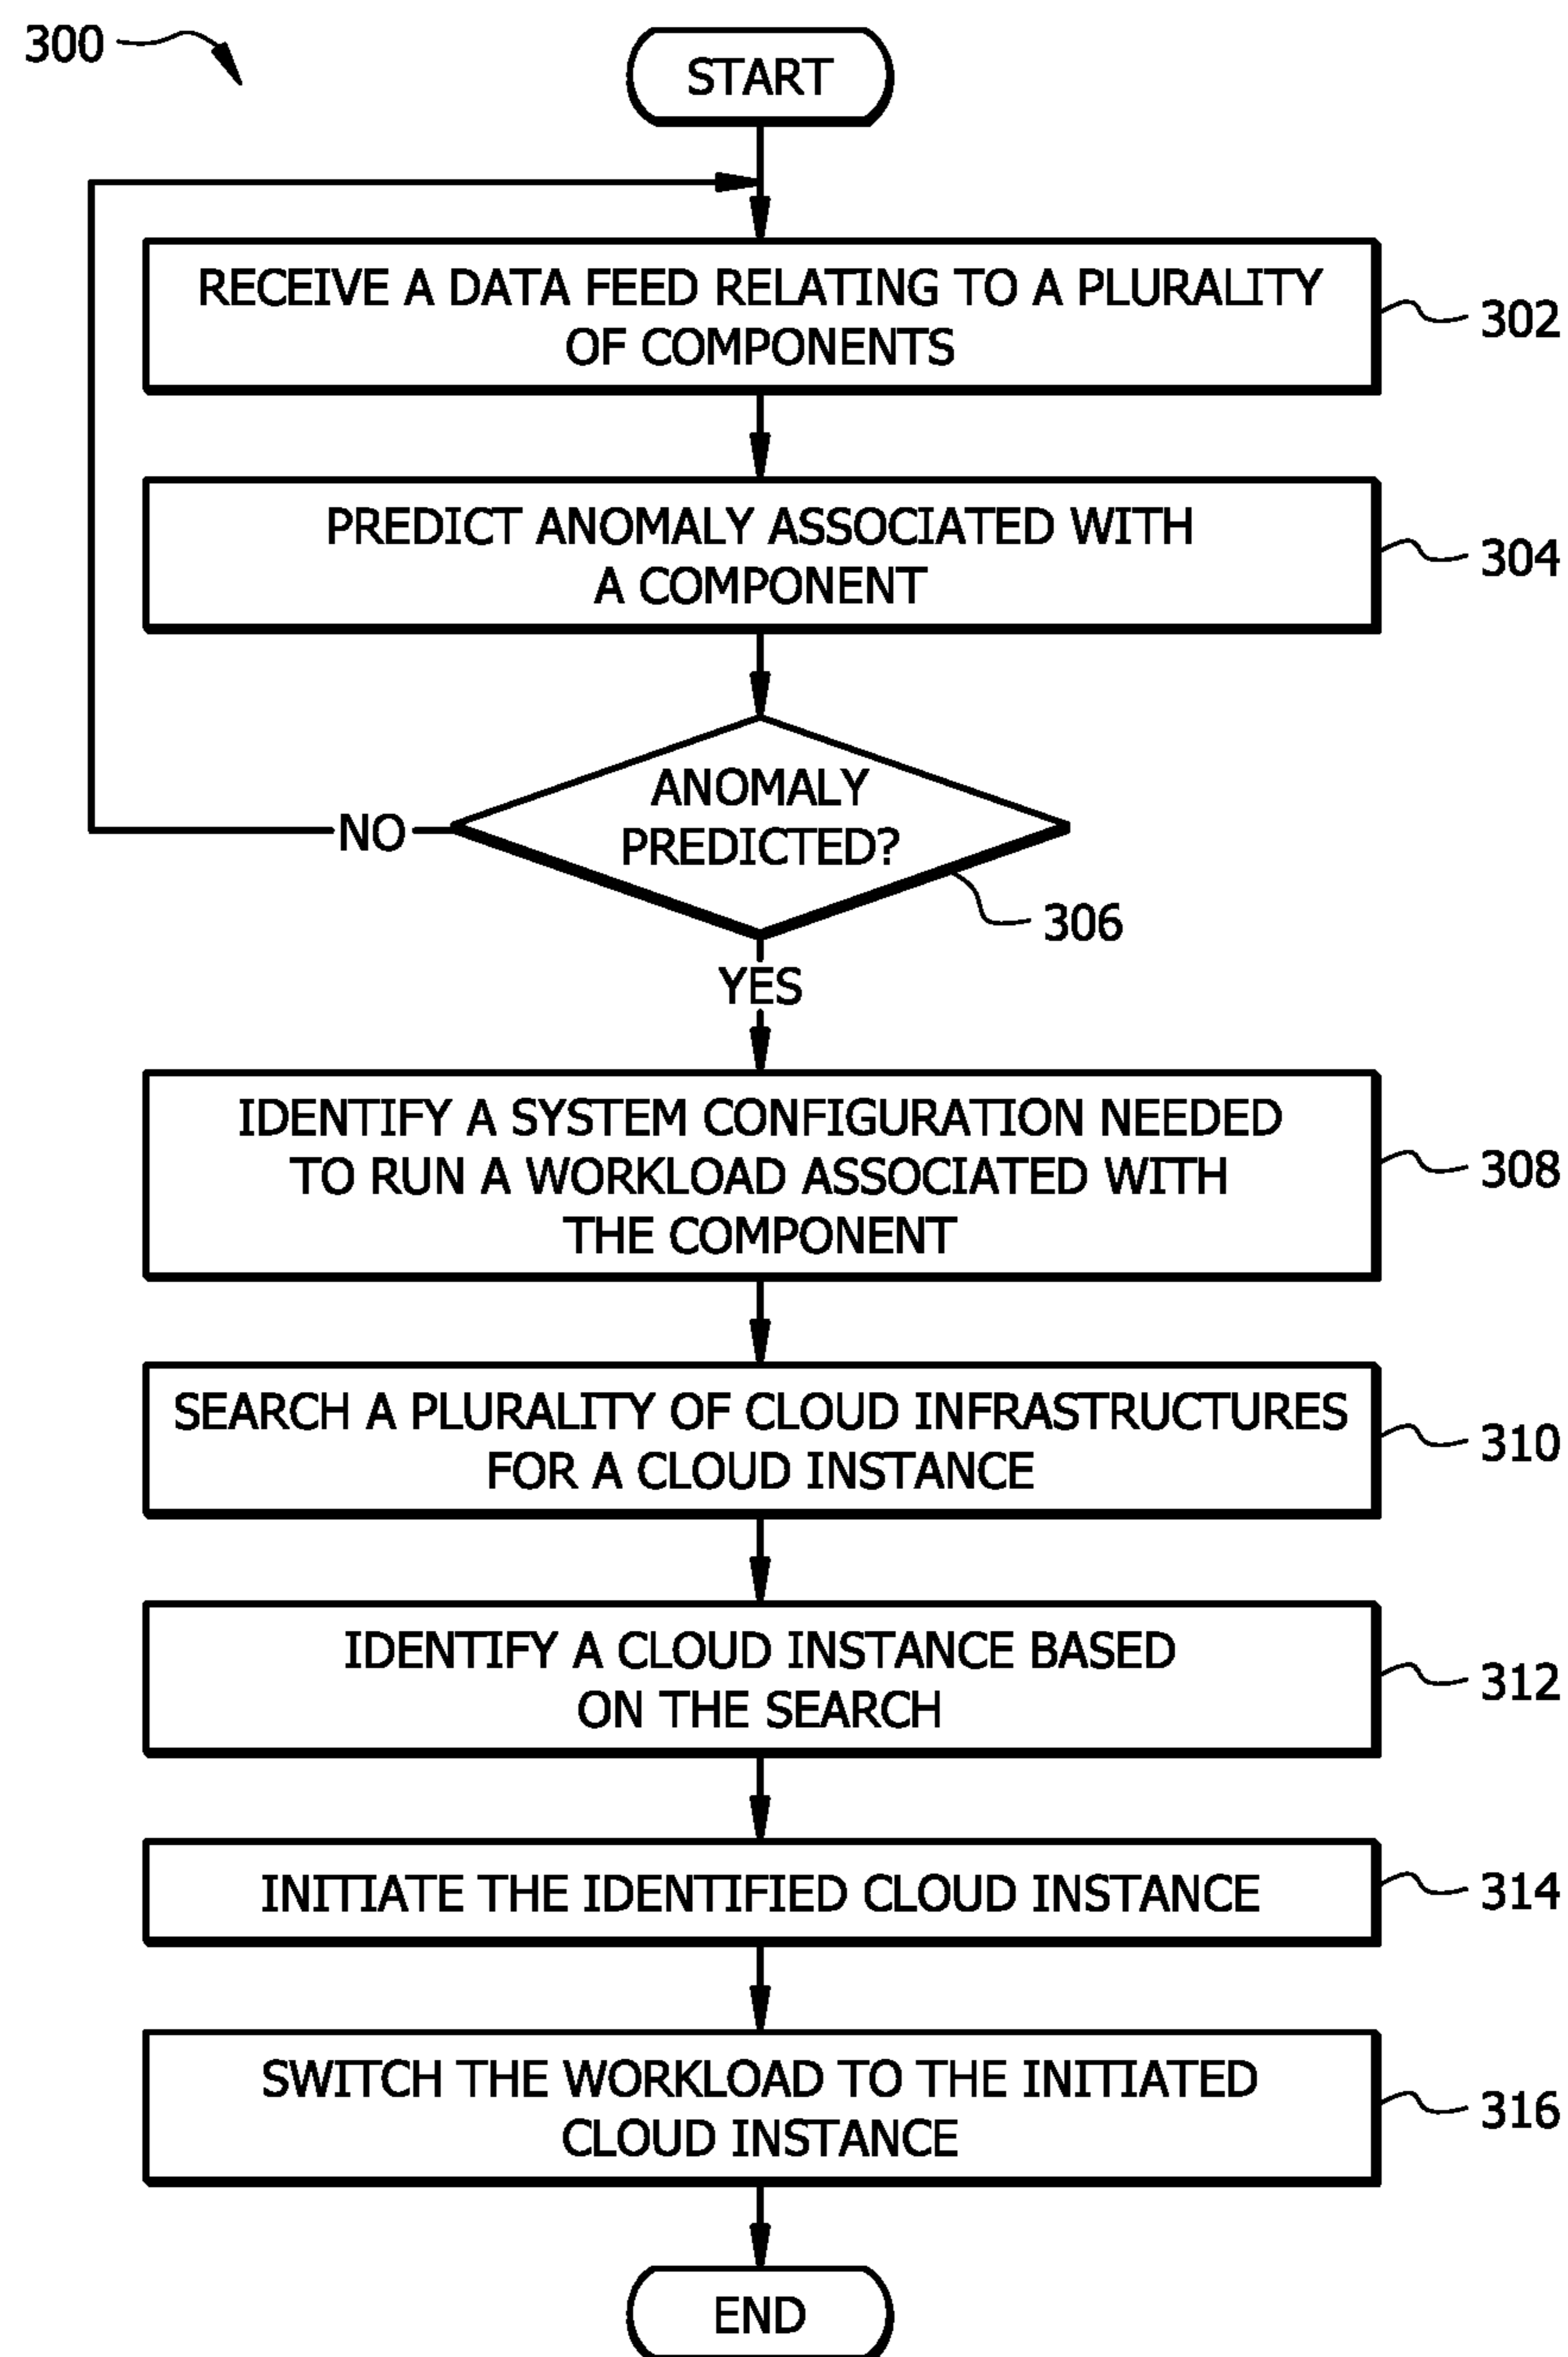 300
START
RECEIVE A DATA FEED RELATING TO A PLURALITY
OF COMPONENTS
302
PREDICT ANOMALY ASSOCIATED WITH
A COMPONENT
304
ANOMALY
PREDICTED?
NO
306
YES
IDENTIFY A SYSTEM CONFIGURATION NEEDED
TO RUN A WORKLOAD ASSOCIATED WITH
THE COMPONENT
308
SEARCH A PLURALITY OF CLOUD INFRASTRUCTURES
FOR A CLOUD INSTANCE
310
IDENTIFY A CLOUD INSTANCE BASED
ON THE SEARCH
312
INITIATE THE IDENTIFIED CLOUD INSTANCE
314
SWITCH THE WORKLOAD TO THE INITIATED
CLOUD INSTANCE
316
END